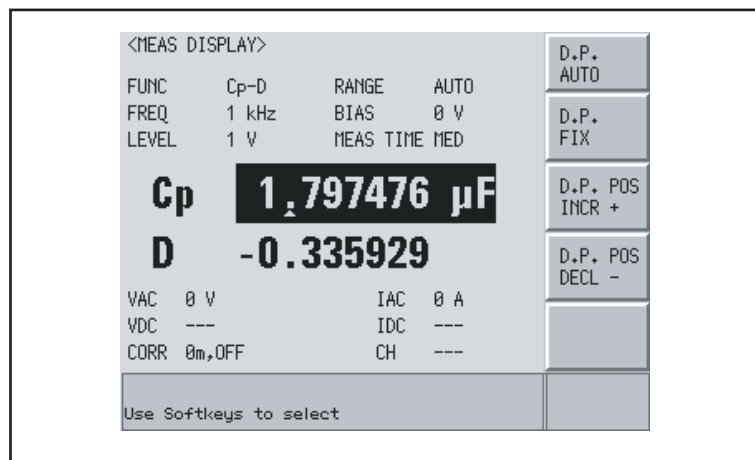 <MEAS DISPLAY>
FUNC Cp-D RANGE AUTO
FREQ 1 kHz BIAS 0 V
LEVEL 1 V MEAS TIME MED
Cp 1.797476 µF
D -0.335929
VAC 0 V IAC 0 A
VDC --- IDC ---
CORR 0m,OFF CH ---
Use Softkeys to select
D.P.
AUTO
D.P.
FIX
D.P. POS
INCR +
D.P. POS
DECL -